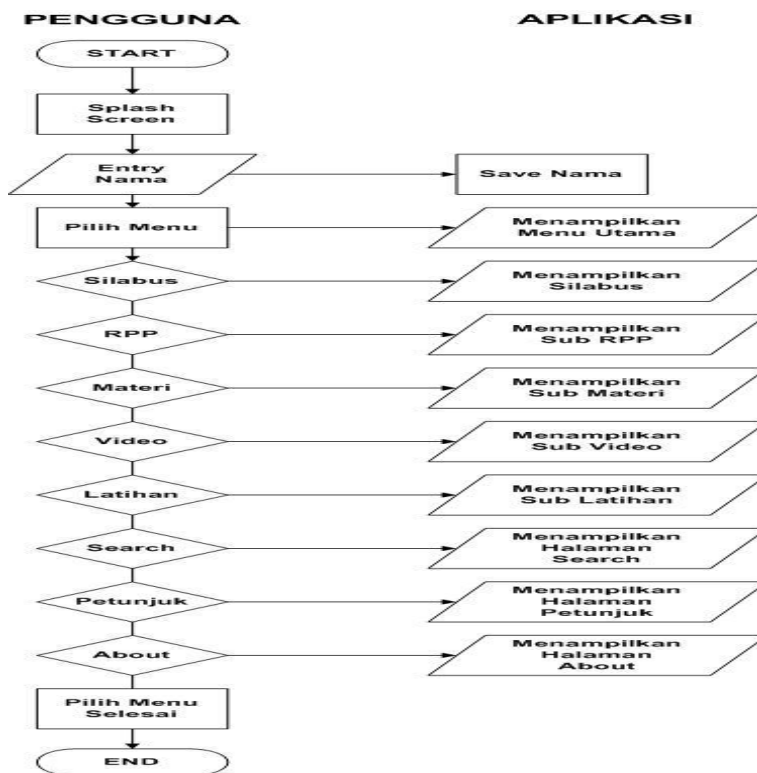 PENGGUNA APLIKASI
START
Splash
Screen
Entry
Nama
Save Nama
Pilih Menu
Menampilkan
Menu Utama
Silabus
Menampilkan
Silabus
RPP
Menampilkan
Sub RPP
Materi
Menampilkan
Sub Materi
Video
Menampilkan
Sub Video
Latihan
Menampilkan
Sub Latihan
Search
Menampilkan
Halaman
Search
Petunjuk
Menampilkan
Halaman
Petunjuk
About
Menampilkan
Halaman
About
Pilih Menu
Selesai
END